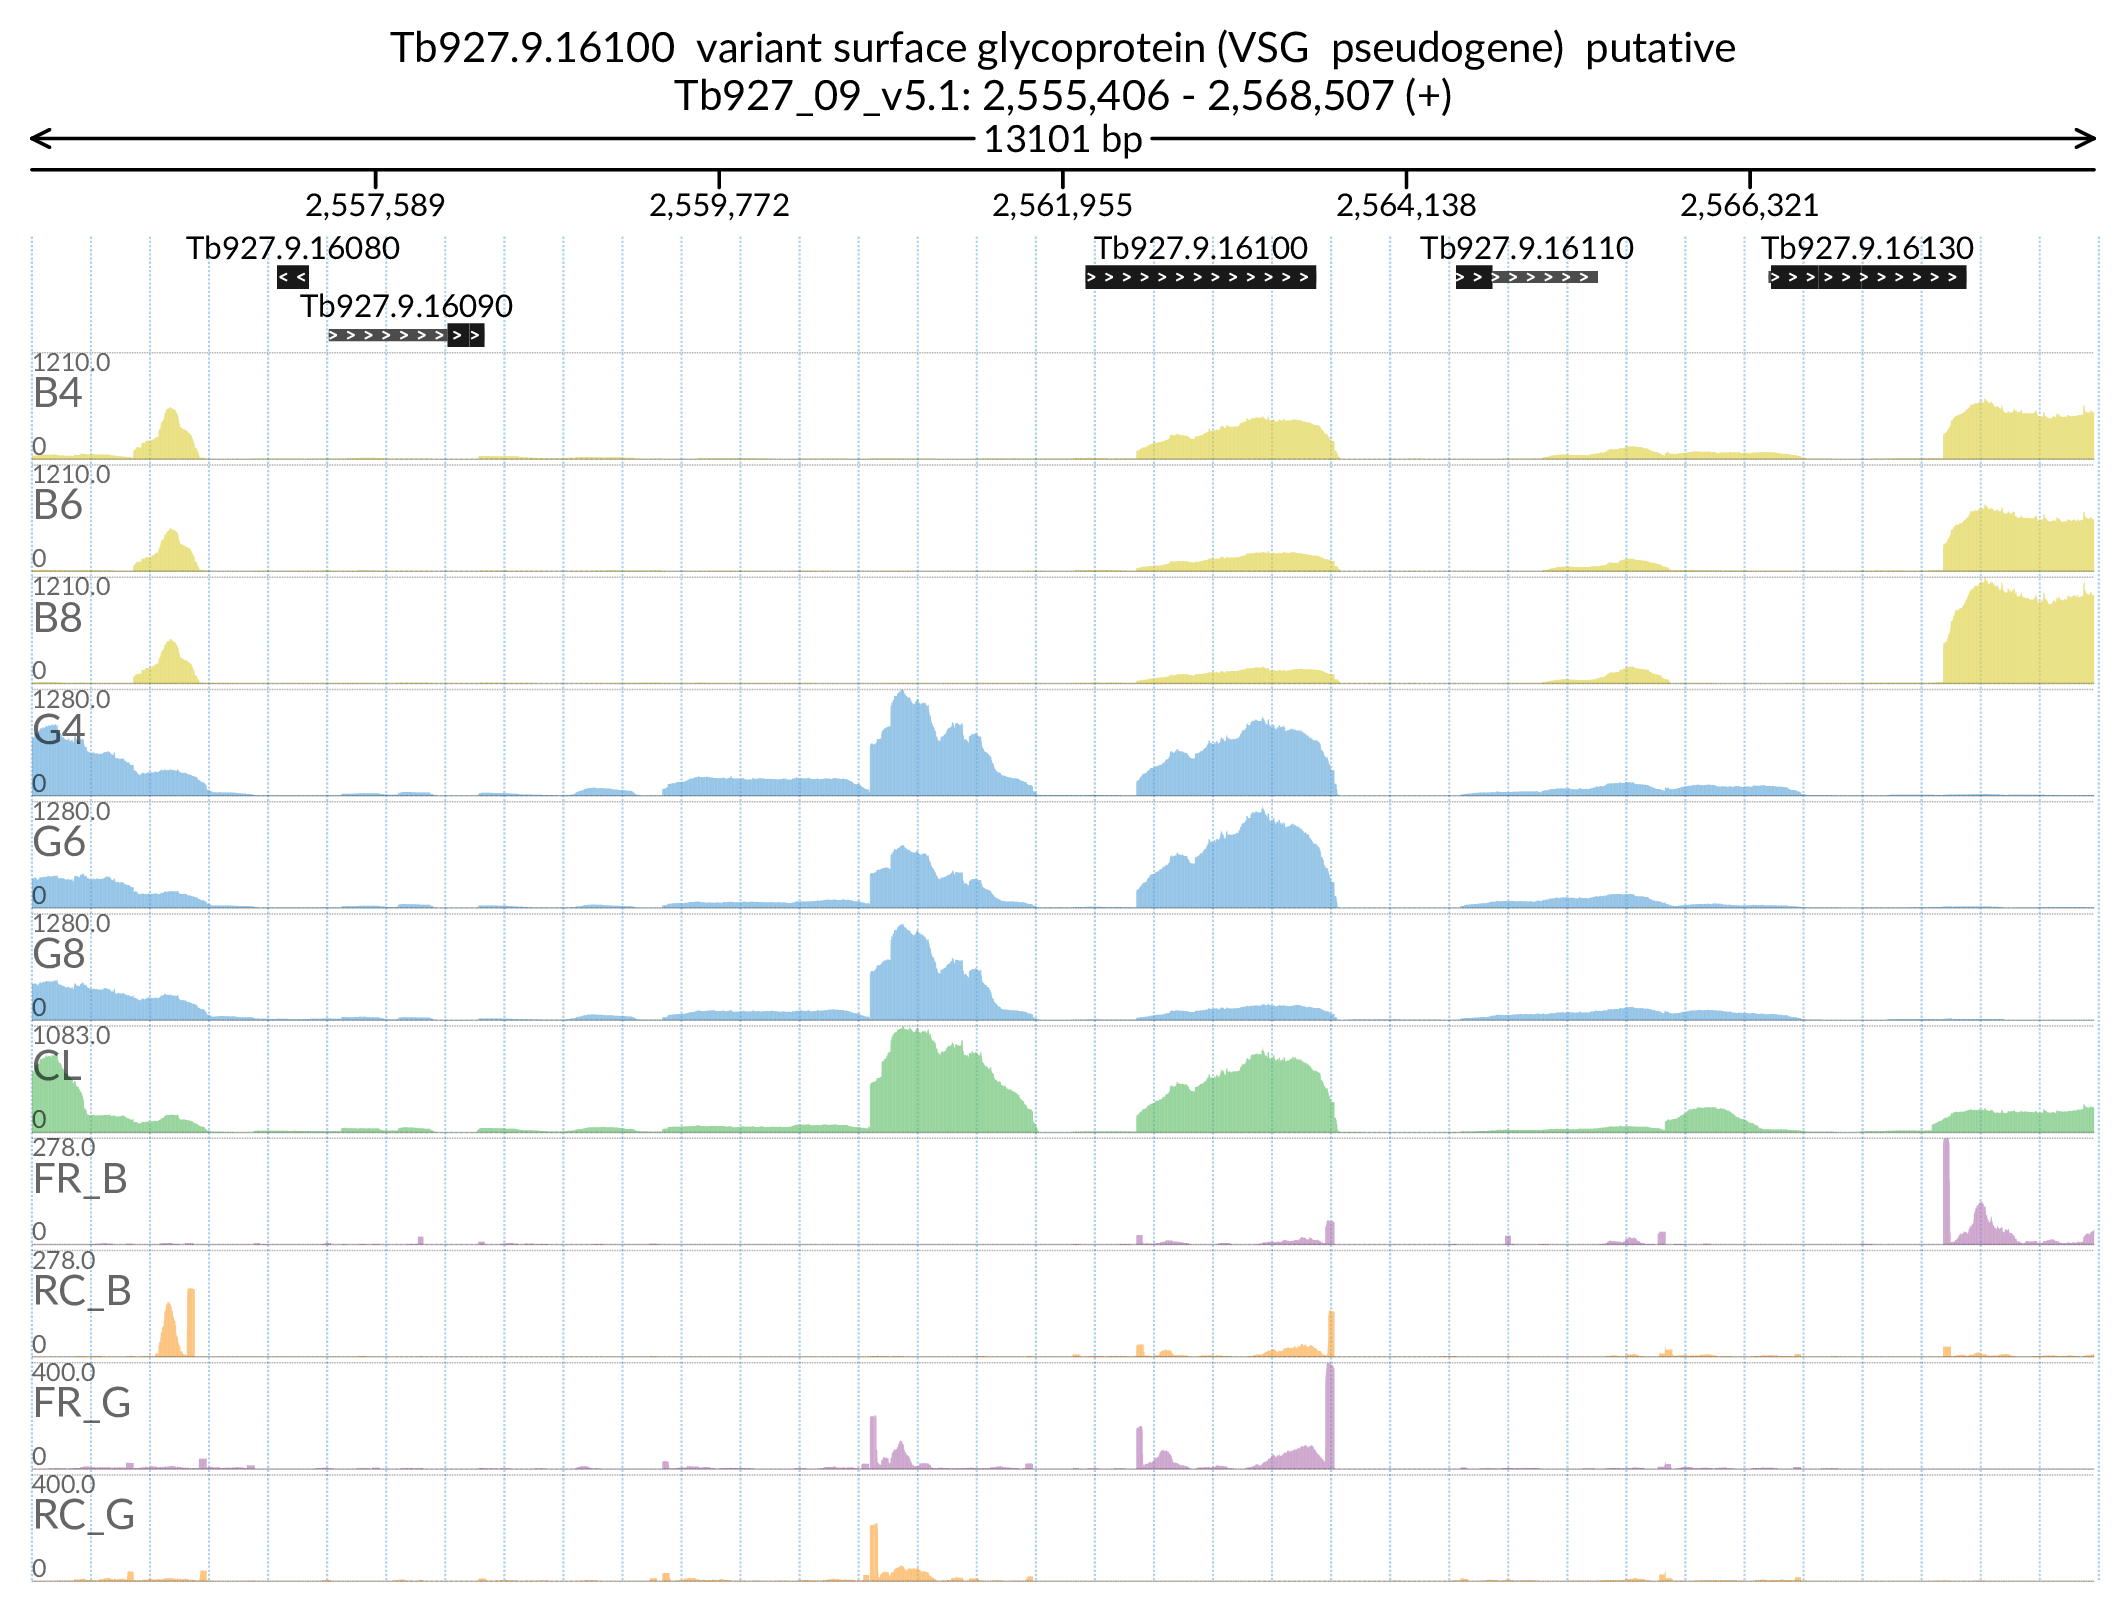 Tb927.9.16100 variant surface glycoprotein (VSG pseudogene) putative
Tb927_09_v5.1: 2,555,406 - 2,568,507 (+)
13101 bp
2,557,589 2,559,772 2,561,955 2,564,138 2,566,321
Tb927.9.16080 Tb927.9.16100 Tb927.9.16110 Tb927.9.16130
Tb927.9.16090
1210.0
B4
0
1210.0
B6
0
1210.0
B8
0
1280.0
G4
0
1280.0
G6
0
1280.0
G8
0
1083.0
CL
0
278.0
FR_B
0
278.0
RC_B
0
400.0
FR_G
0
400.0
RC_G
0